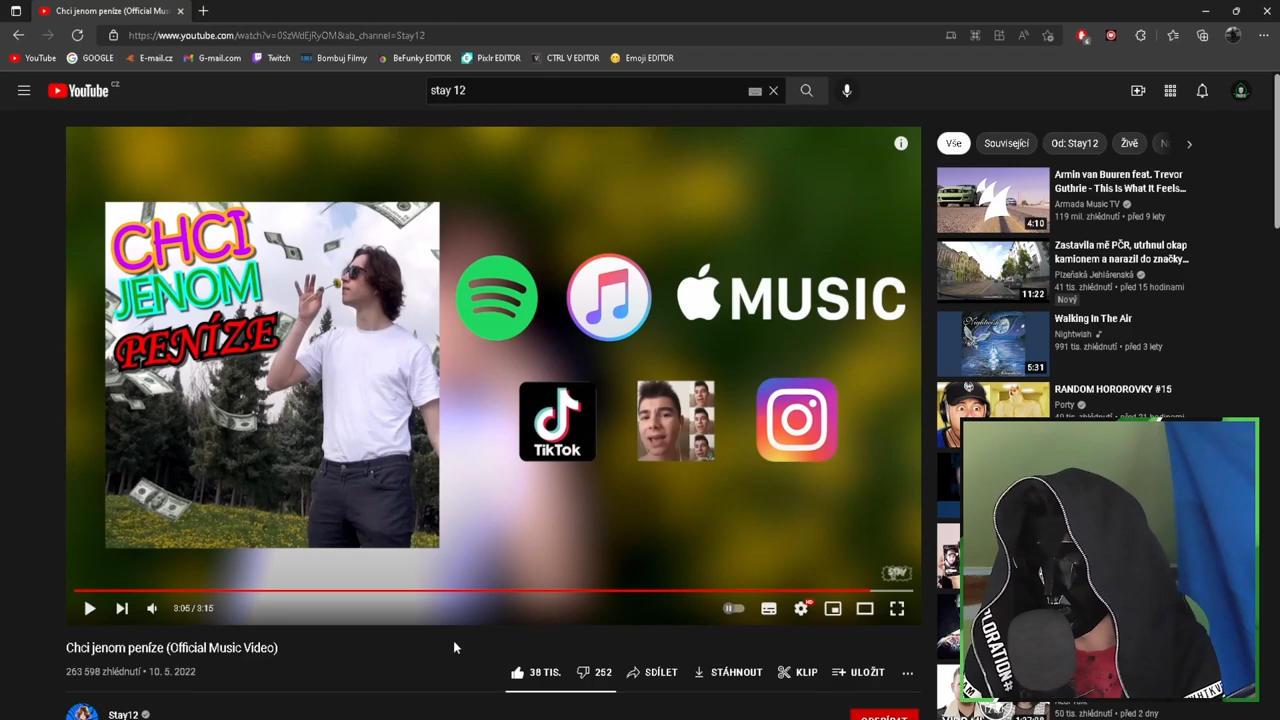 Chci jenom peníze (Official Mus
https://www.youtube.com/watch?v=0SzWdEjRyOM&ab_channel=Stay12
YouTube
GOOGLE
E-mail.cz
G-mail.com
Twitch
Bombuj Filmy
BeFunky EDITOR
Pixlr EDITOR
CTRL V EDITOR
Emoji EDITOR
YouTube CZ
stay 12
CHCI
JENOM
PENÍZE
MUSIC
TikTok
STAY
3:05 / 3:15
HD
Chci jenom peníze (Official Music Video)
263 598 zhlédnutí • 10. 5. 2022
38 TIS.
252
SDÍLET
STÁHNOUT
KLIP
ULOŽIT
Stay12
ODEBÍRAT
Vše
Související
Od: Stay12
Živě
Armin van Buuren feat. Trevor
Guthrie - This Is What It Feels...
Armada Music TV
119 mil. zhlédnutí • před 9 lety
4:10
Zastavila mě PČR, utrhnul okap
kamionem a narazil do značky...
Plzeňská Jehlárenská
41 tis. zhlédnutí • před 15 hodinami
Nový
11:22
Walking In The Air
Nightwish
991 tis. zhlédnutí • před 3 lety
5:31
RANDOM HOROROVKY #15
Porty
PLORATION#
50 tis. zhlédnutí • před 2 dny